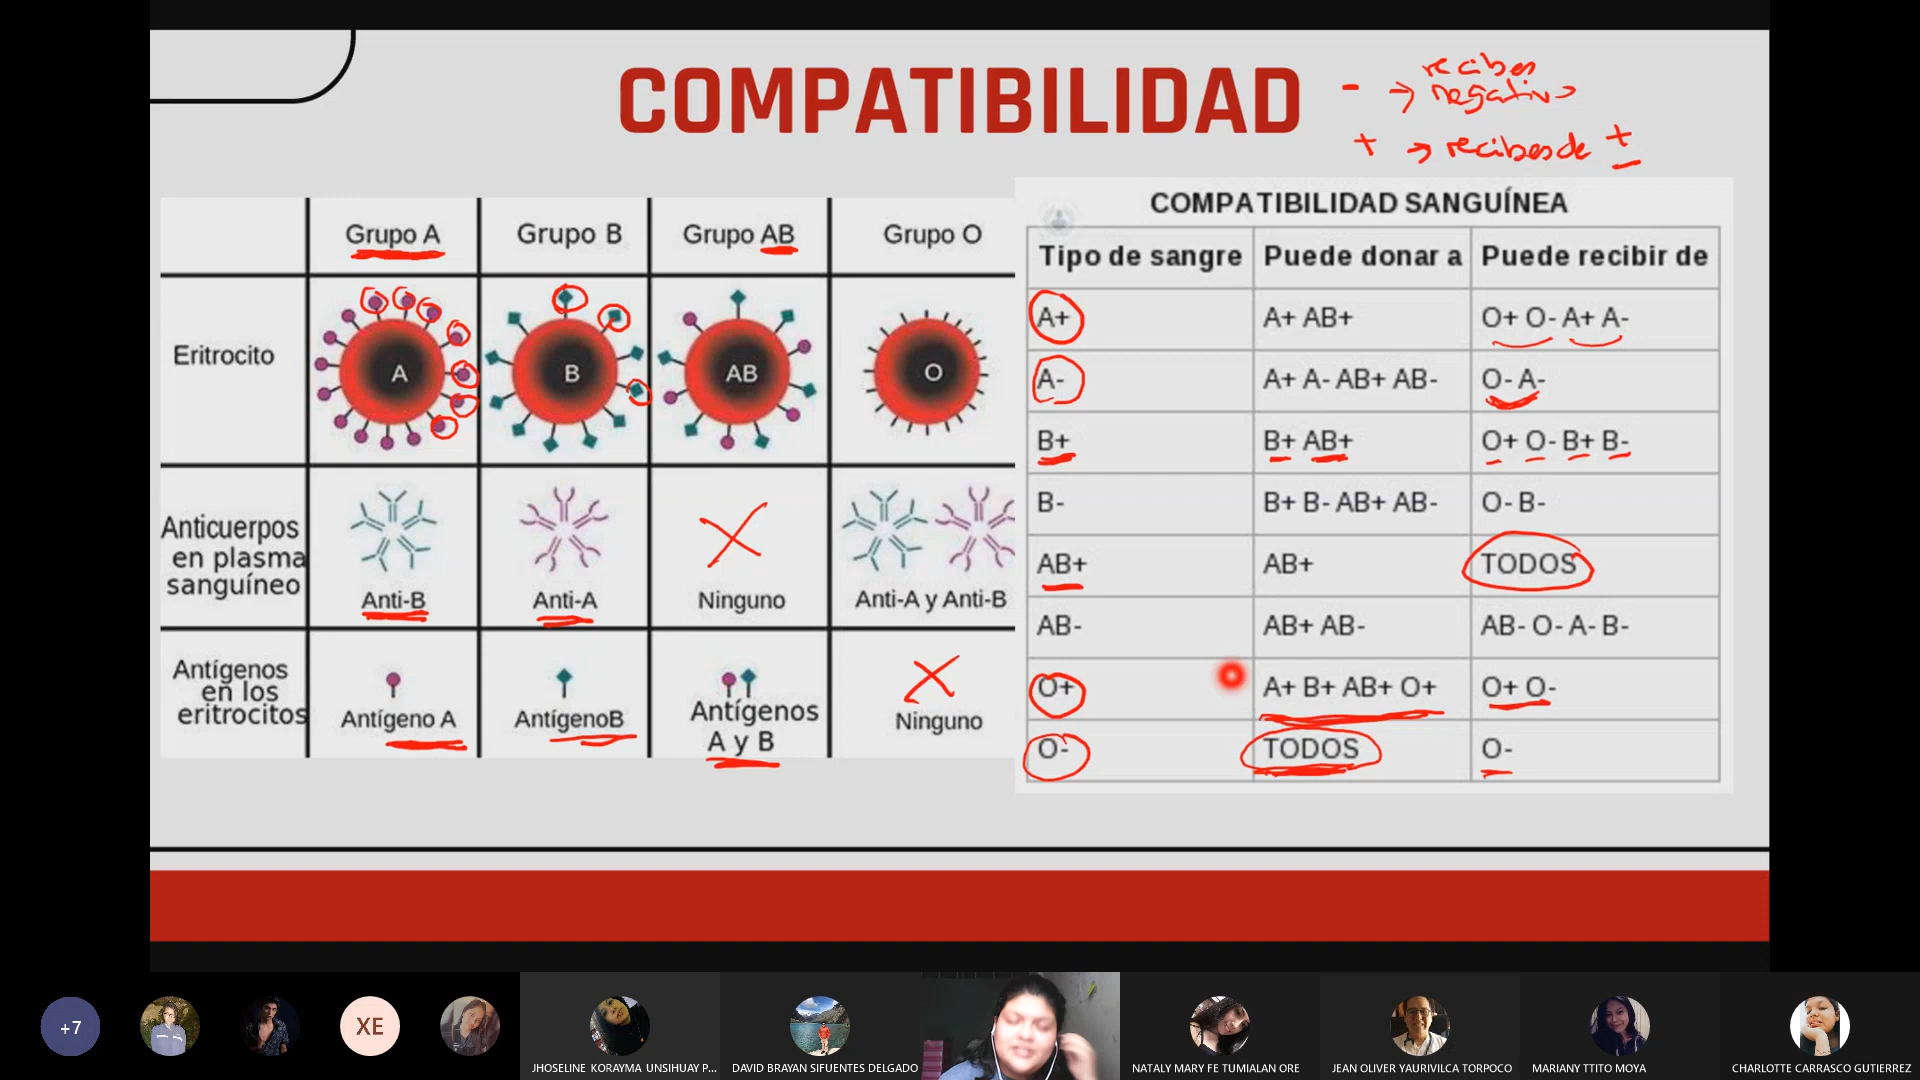 COMPATIBILIDAD
- → recibes
negativo
+ → recibes de +
-
Grupo A Grupo B Grupo AB Grupo O
Eritrocito
A B AB O
Anticuerpos
en plasma
sanguíneo
Anti-B Anti-A Ninguno Anti-A y Anti-B
Antígenos
en los
eritrocitos
Antígeno A AntígenoB Antígenos
A y B Ninguno
COMPATIBILIDAD SANGUÍNEA
Tipo de sangre Puede donar a Puede recibir de
A+ A+ AB+ O+ O- A+ A-
A- A+ A- AB+ AB- O- A-
B+ B+ AB+ O+ O- B+ B-
B- B+ B- AB+ AB- O- B-
AB+ AB+ TODOS
AB- AB+ AB- AB- O- A- B-
O+ A+ B+ AB+ O+ O+ O-
O- TODOS O-
+7
XE
JHOSELINE KORAYMA UNSIHUAY P...
DAVID BRAYAN SIFUENTES DELGADO
NATALY MARY FE TUMIALAN ORE
JEAN OLIVER YAURIVILCA TORPOCO
MARIANY TTITO MOYA
CHARLOTTE CARRASCO GUTIERREZ